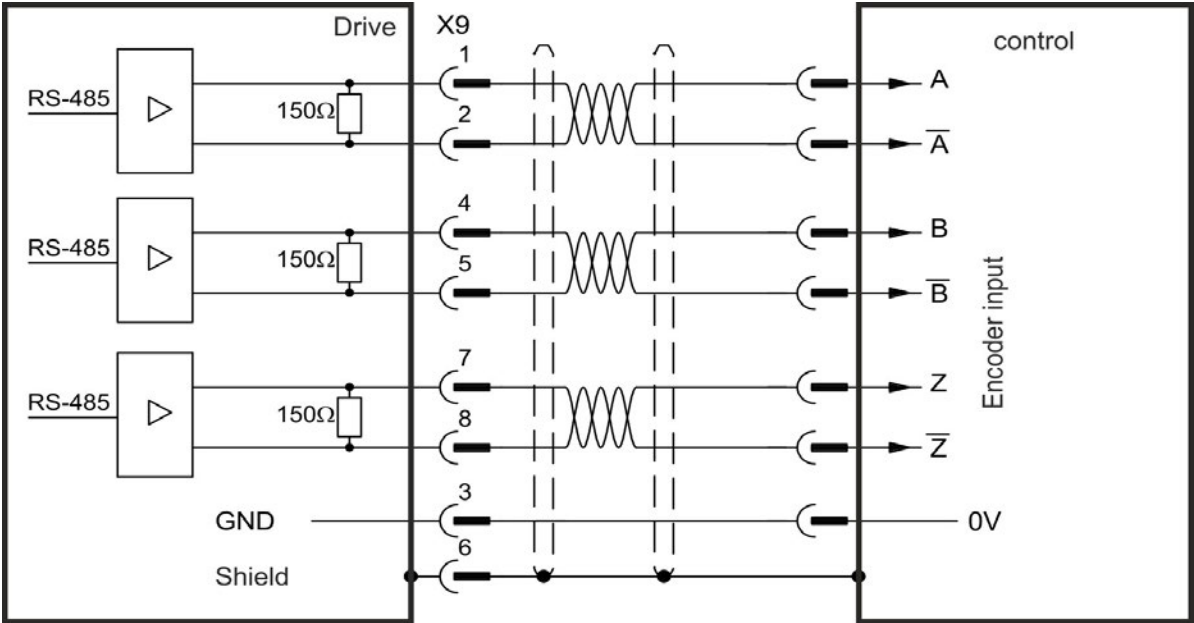 Drive
X9
control
1
A
RS-485
150Ω
2
A̅
4
B
RS-485
150Ω
5
B̅
Encoder input
7
Z
RS-485
150Ω
8
Z̅
3
GND
0V
6
Shield